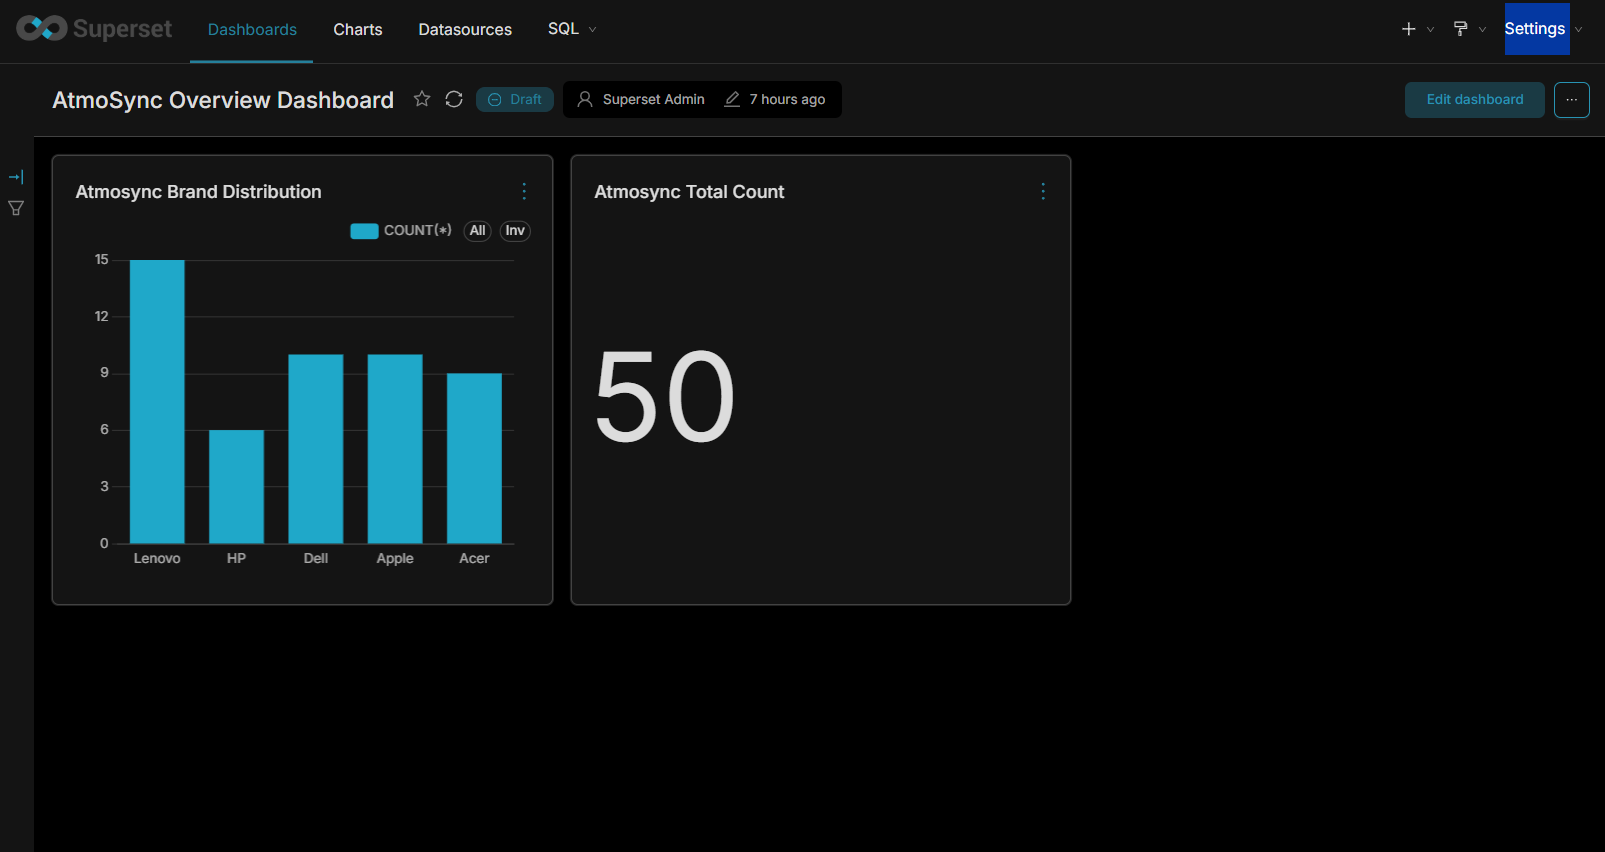 Superset
Dashboards
Charts
Datasources
SQL
Settings
AtmoSync Overview Dashboard
Draft
Superset Admin
7 hours ago
Edit dashboard
...
Atmosync Brand Distribution
COUNT(*)
All
Inv
15
12
9
6
3
0
Lenovo
HP
Dell
Apple
Acer
Atmosync Total Count
50